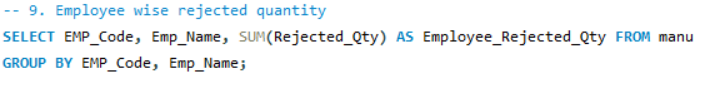 -- 9. Employee wise rejected quantity
SELECT EMP_Code, Emp_Name, SUM(Rejected_Qty) AS Employee_Rejected_Qty FROM manu
GROUP BY EMP_Code, Emp_Name;